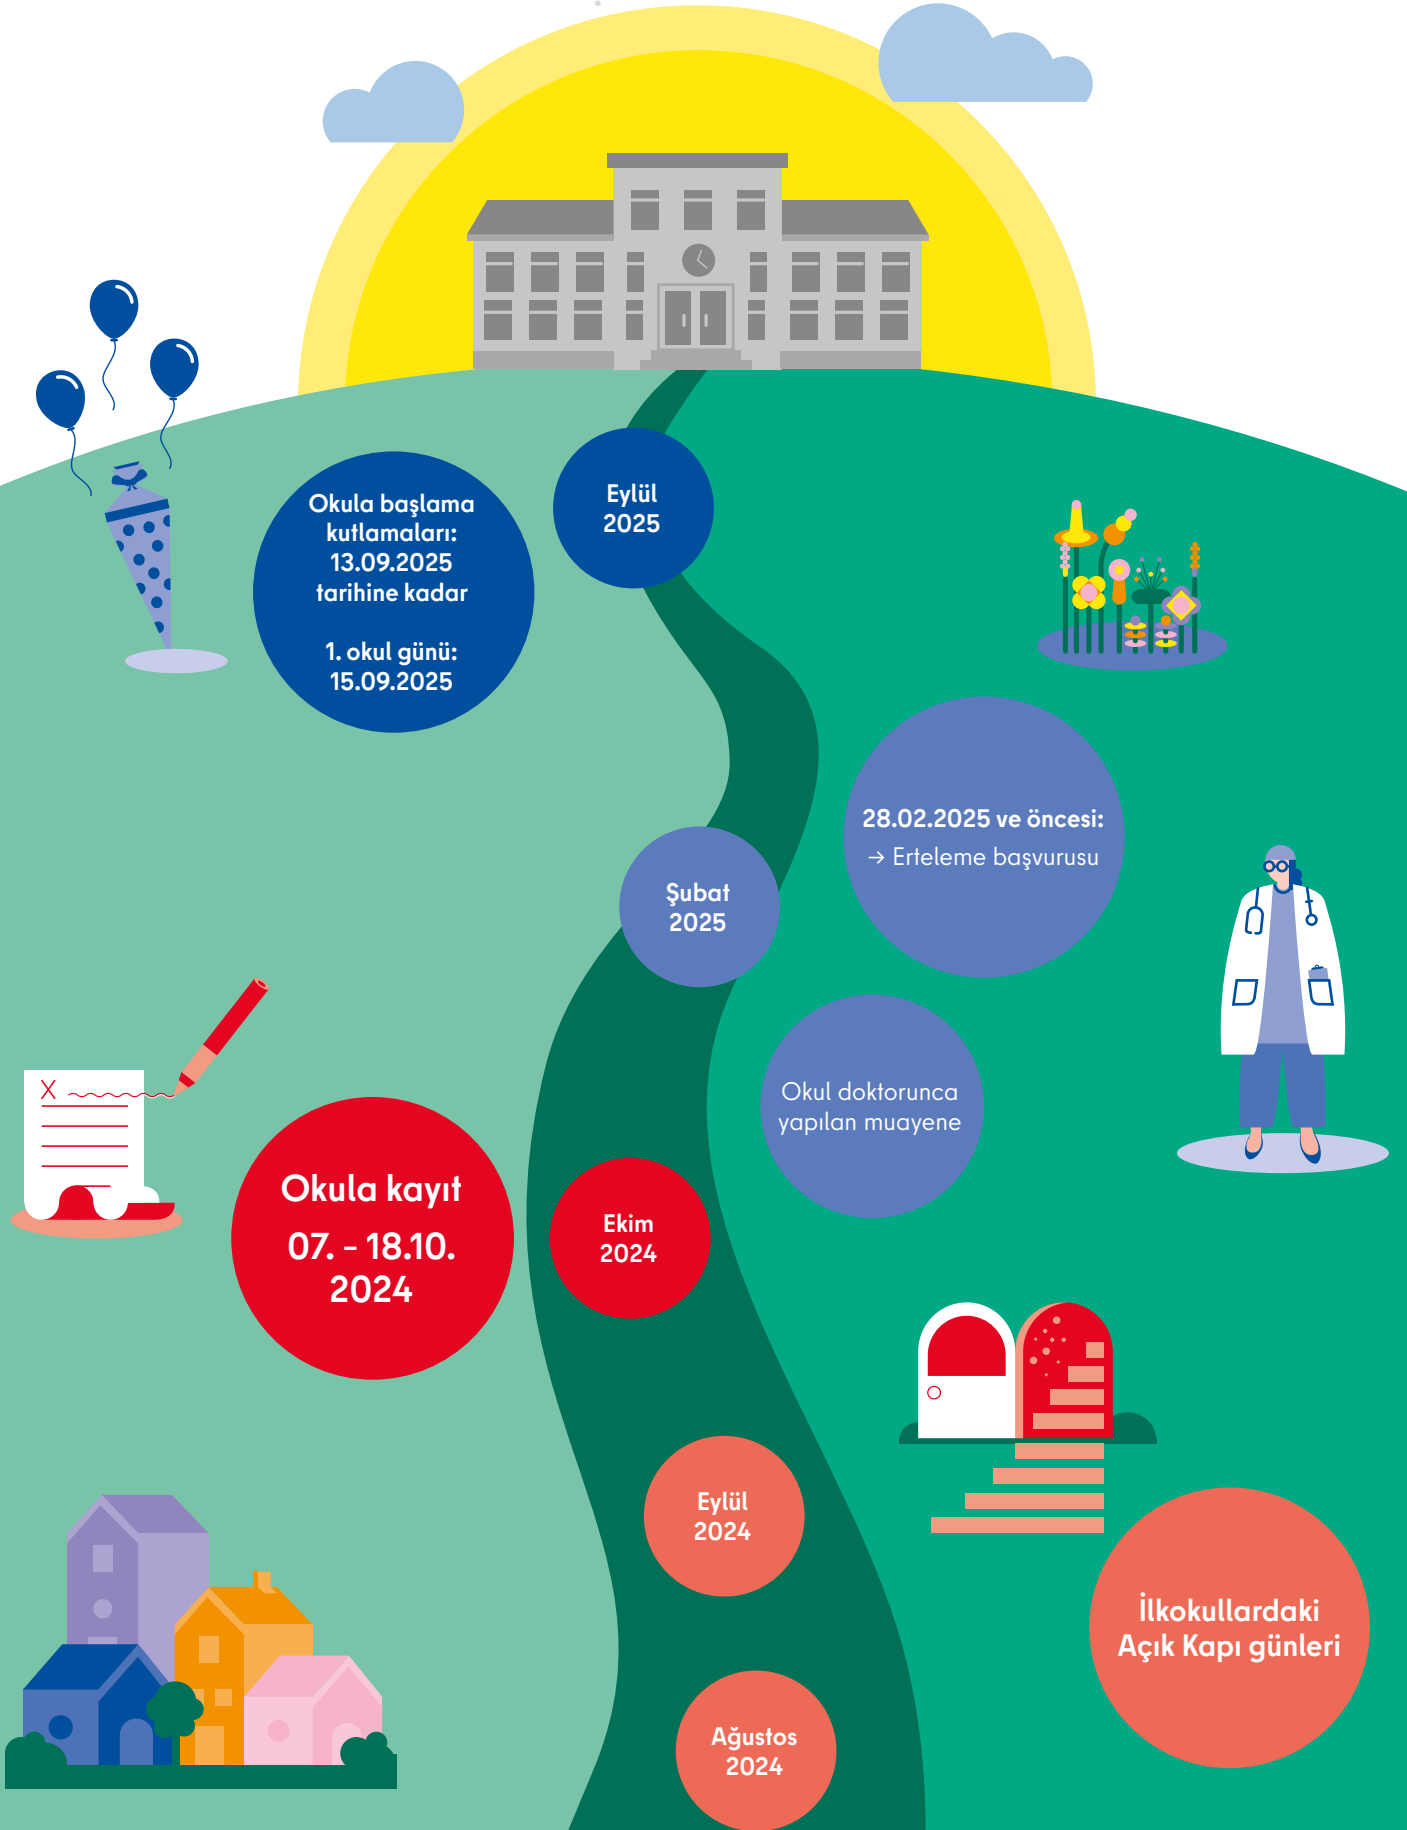 Okula başlama
kutlamaları:
13.09.2025
tarihine kadar
1. okul günü:
15.09.2025
Eylül
2025
28.02.2025 ve öncesi:
→ Erteleme başvurusu
Şubat
2025
Okul doktorunca
yapılan muayene
Okula kayıt
07. - 18.10.
2024
Ekim
2024
Eylül
2024
İlkokullardaki
Açık Kapı günleri
Ağustos
2024